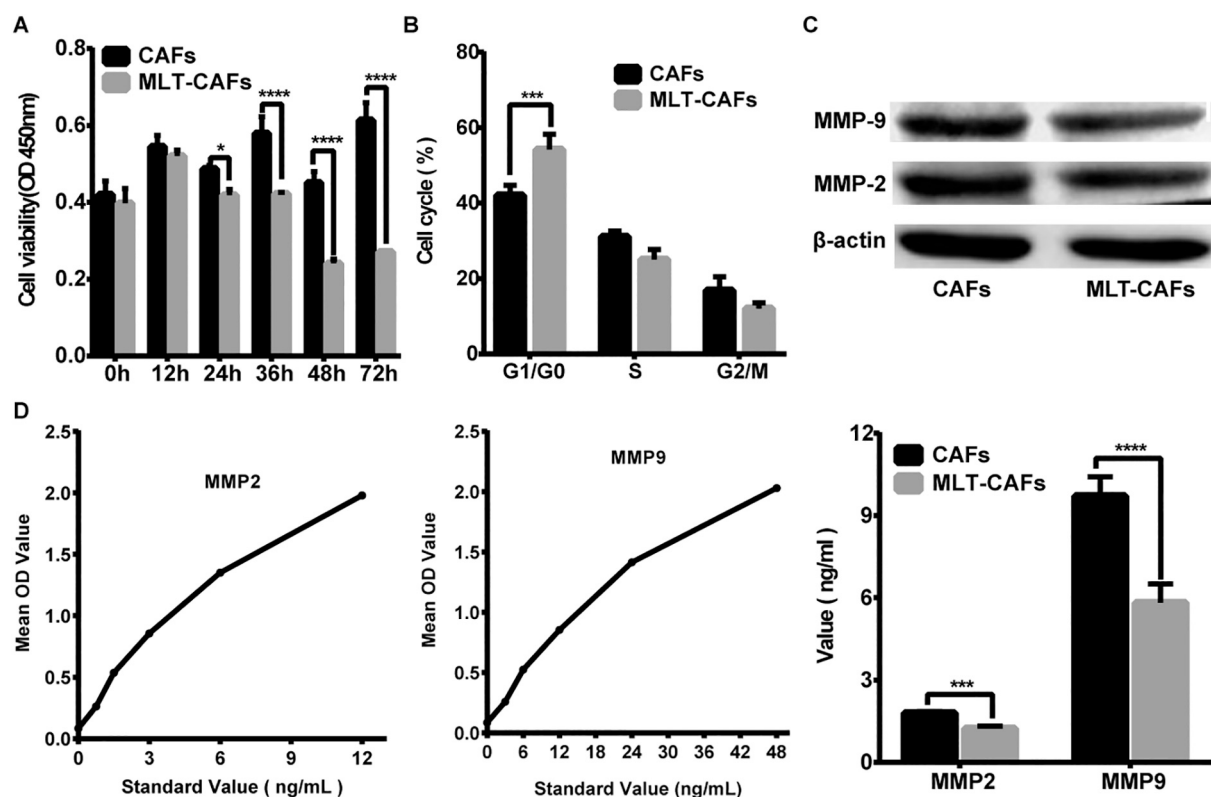 A
Cell viability(OD 450nm)
0.8
0.6
0.4
0.2
0.0
CAFs
MLT-CAFs
*
****
****
****
0h 12h 24h 36h 48h 72h
B
Cell cycle ( % )
80
60
40
20
0
CAFs
MLT-CAFs
***
G1/G0 S G2/M
C
MMP-9
MMP-2
β-actin
CAFs MLT-CAFs
D
Mean OD Value
2.5
2.0
1.5
1.0
0.5
0.0
MMP2
0 3 6 9 12
Standard Value ( ng/mL )
Mean OD Value
2.5
2.0
1.5
1.0
0.5
0.0
MMP9
0 6 12 18 24 30 36 42 48
Standard Value (ng/mL )
Value ( ng/ml )
12
9
6
3
0
CAFs
MLT-CAFs
***
****
MMP2 MMP9